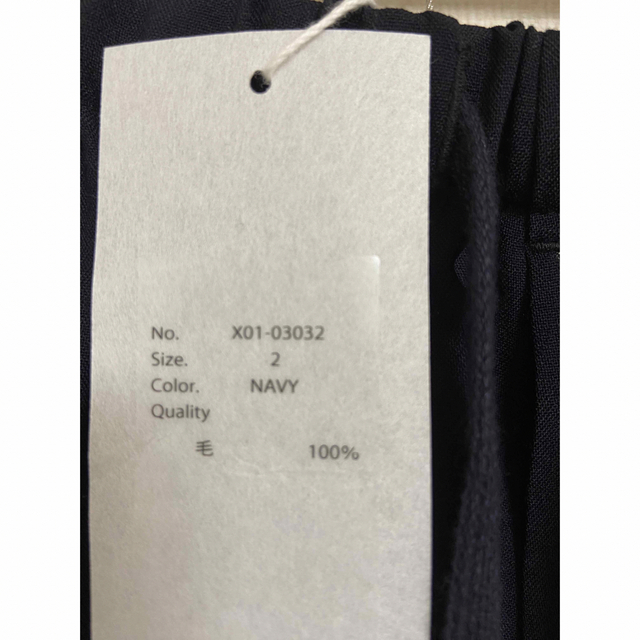 No. X01-03032
Size. 2
Color. NAVY
Quality
毛 100%